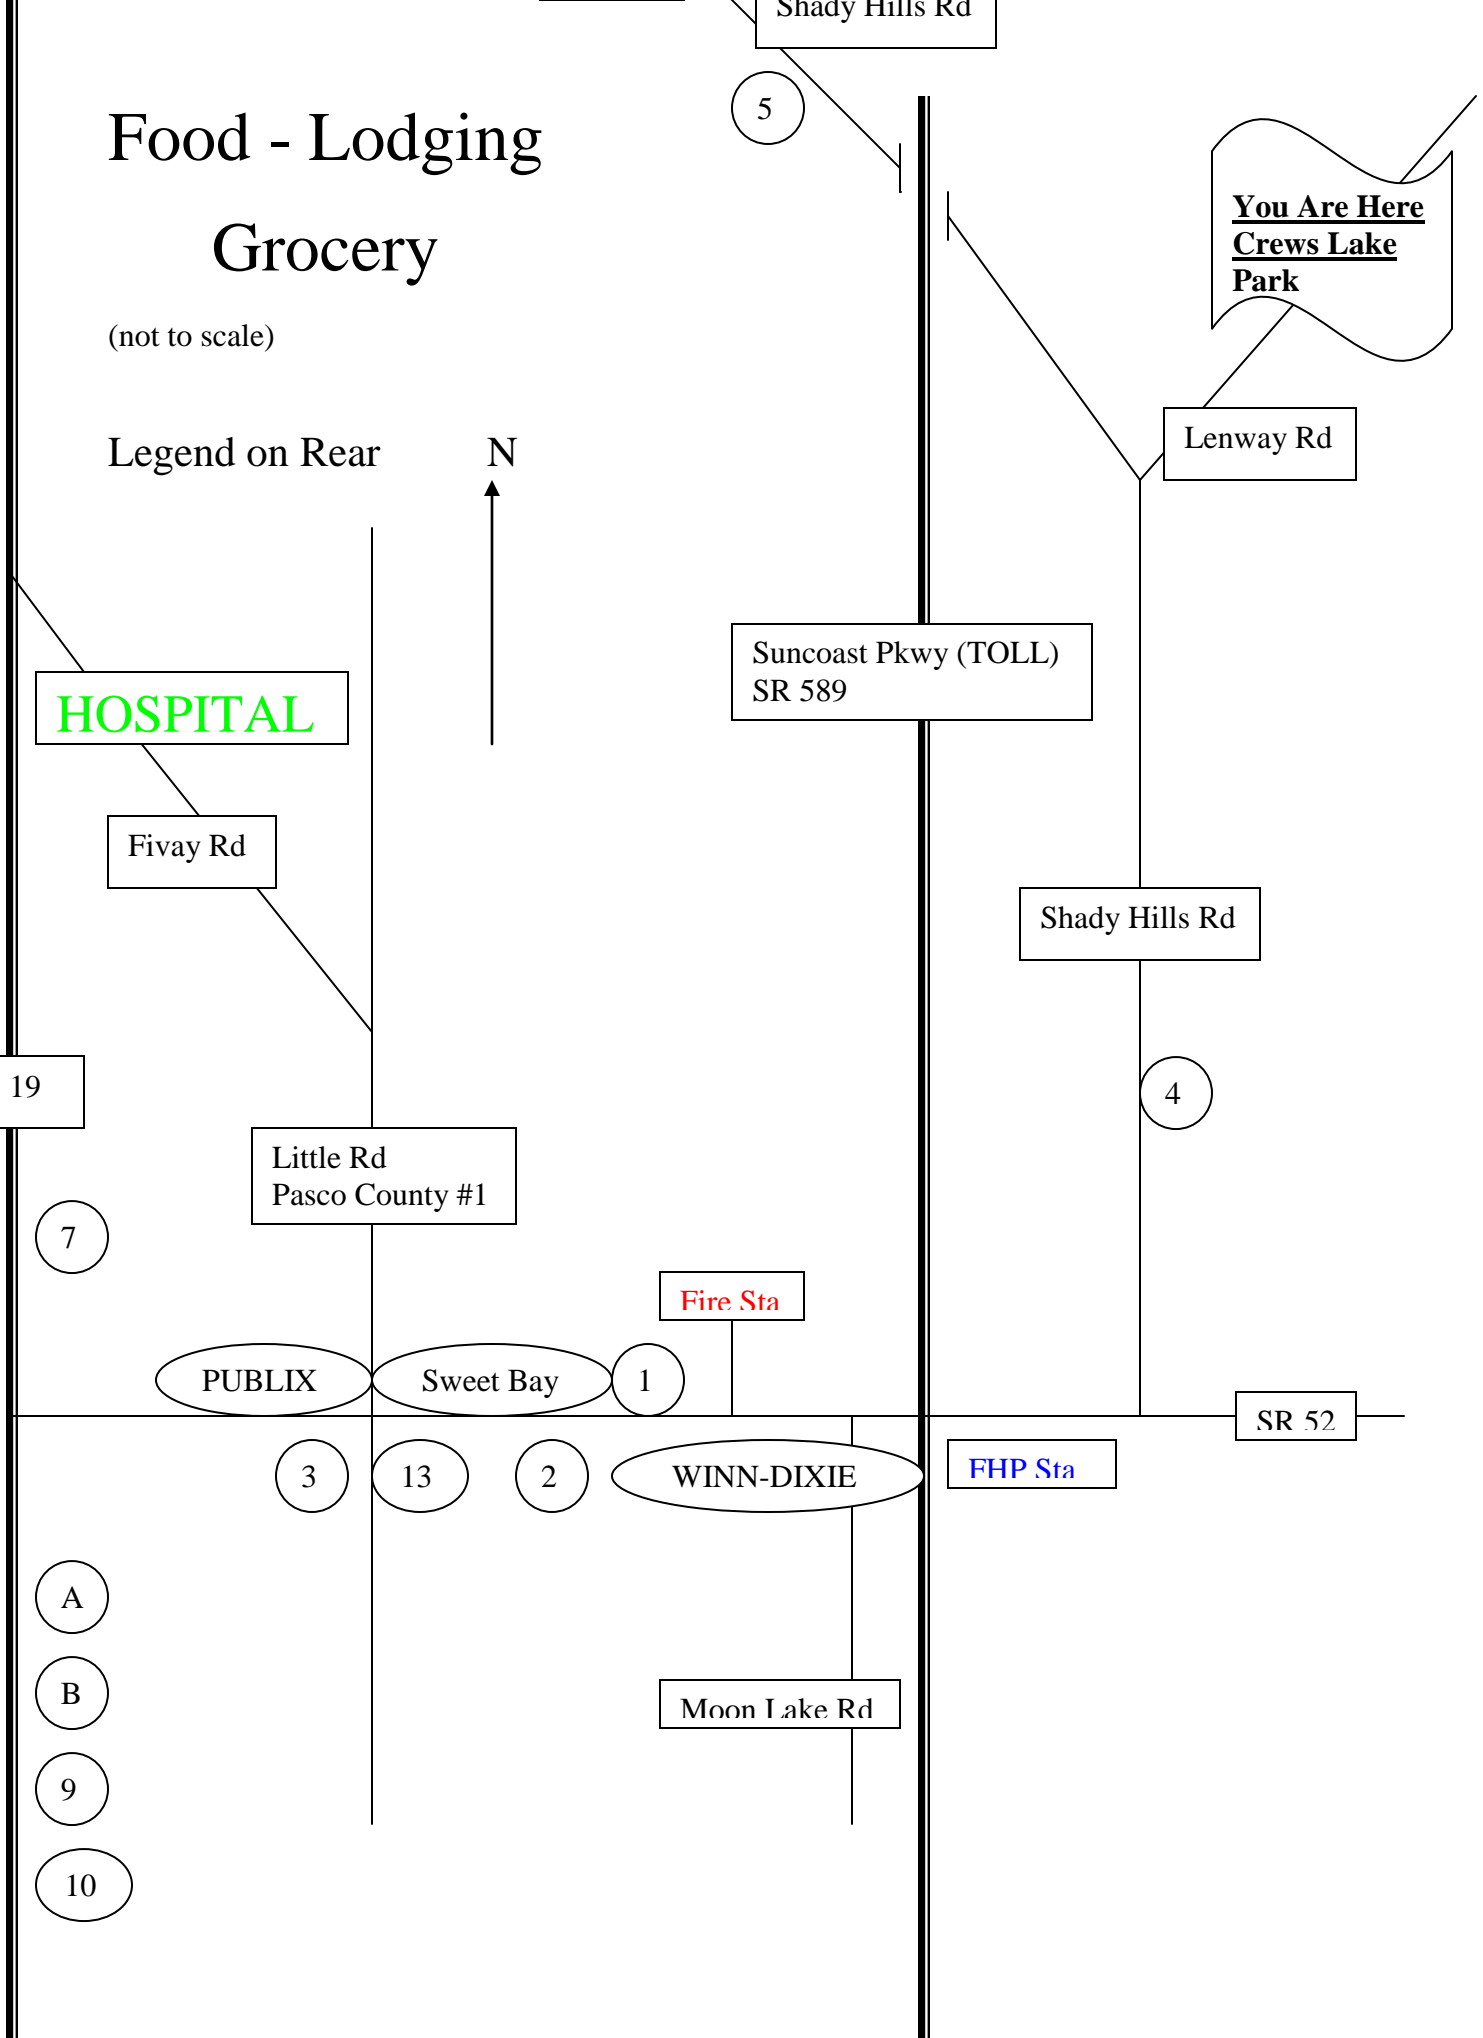 Shady Hills Rd
5
Food - Lodging
Grocery
(not to scale)
You Are Here
Crews Lake
Park
Legend on Rear
N
Lenway Rd
Suncoast Pkwy (TOLL)
SR 589
HOSPITAL
Fivay Rd
Shady Hills Rd
19
4
Little Rd
Pasco County #1
7
Fire Sta
PUBLIX
Sweet Bay
1
SR 52
3
13
2
WINN-DIXIE
FHP Sta
A
B
Moon Lake Rd
9
10